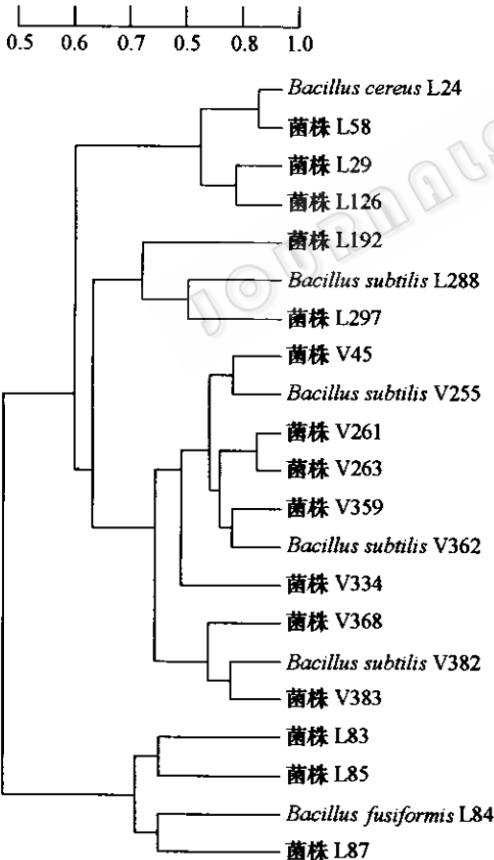 0.5 0.6 0.7 0.5 0.8 1.0
Bacillus cereus L24
菌株 L58
菌株 L29
菌株 L126
菌株 L192
Bacillus subtilis L288
菌株 L297
菌株 V45
Bacillus subtilis V255
菌株 V261
菌株 V263
菌株 V359
Bacillus subtilis V362
菌株 V334
菌株 V368
Bacillus subtilis V382
菌株 V383
菌株 L83
菌株 L85
Bacillus fusiformis L84
菌株 L87
JOURNALS